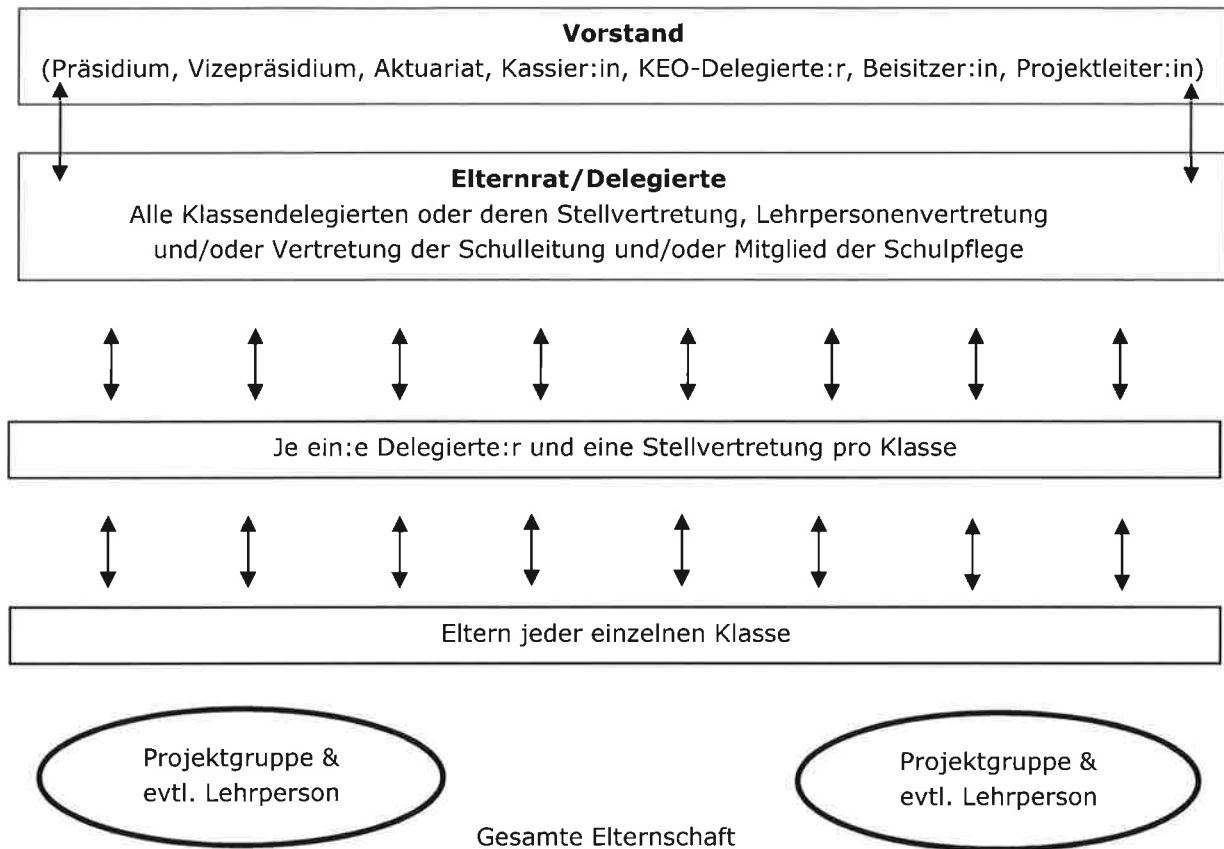 Vorstand
(Präsidium, Vizepräsidium, Aktuariat, Kassier:in, KEO-Delegierte:r, Beisitzer:in, Projektleiter:in)
Elternrat/Delegierte
Alle Klassendelegierten oder deren Stellvertretung, Lehrpersonenvertretung
und/oder Vertretung der Schulleitung und/oder Mitglied der Schulpflege
Je ein:e Delegierte:r und eine Stellvertretung pro Klasse
Eltern jeder einzelnen Klasse
Projektgruppe &
evtl. Lehrperson
Projektgruppe &
evtl. Lehrperson
Gesamte Elternschaft